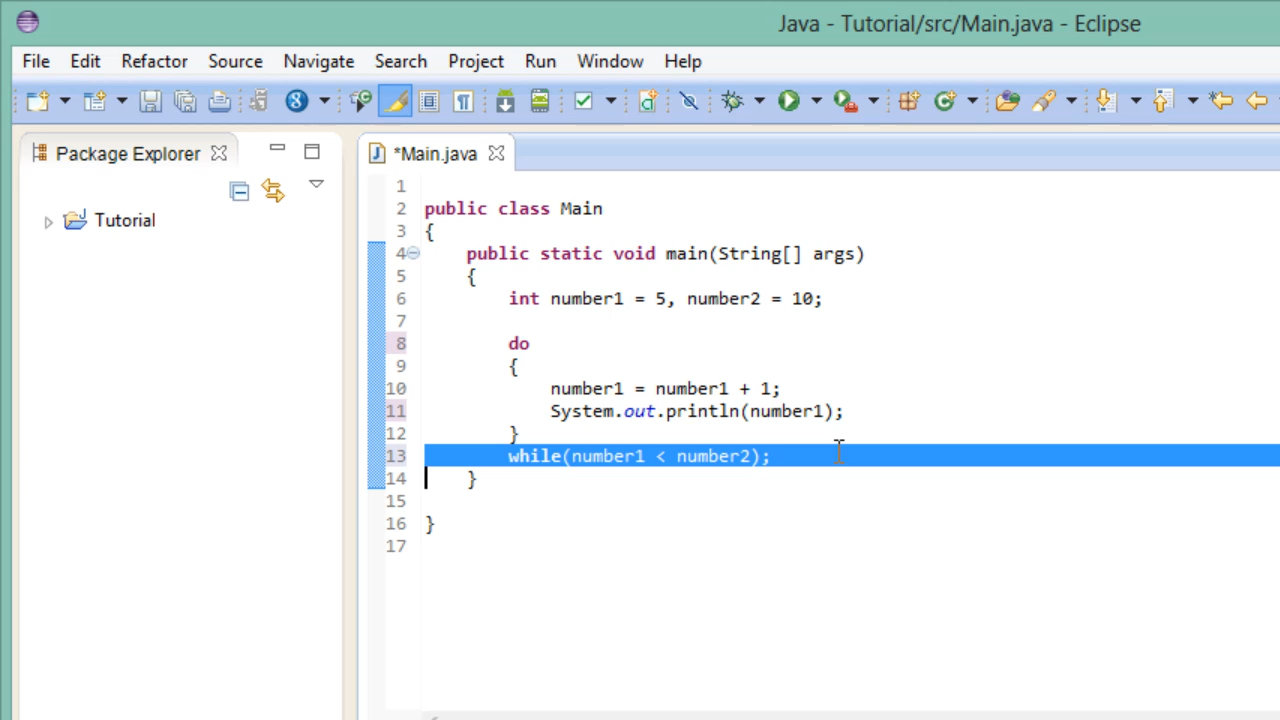 Java - Tutorial/src/Main.java - Eclipse
File Edit Refactor Source Navigate Search Project Run Window Help
Package Explorer
*Main.java
Tutorial
1
2 public class Main
3 {
4 public static void main(String[] args)
5 {
6 int number1 = 5, number2 = 10;
7
8 do
9 {
10 number1 = number1 + 1;
11 System.out.println(number1);
12 }
13 while(number1 < number2);
14 }
15
16 }
17